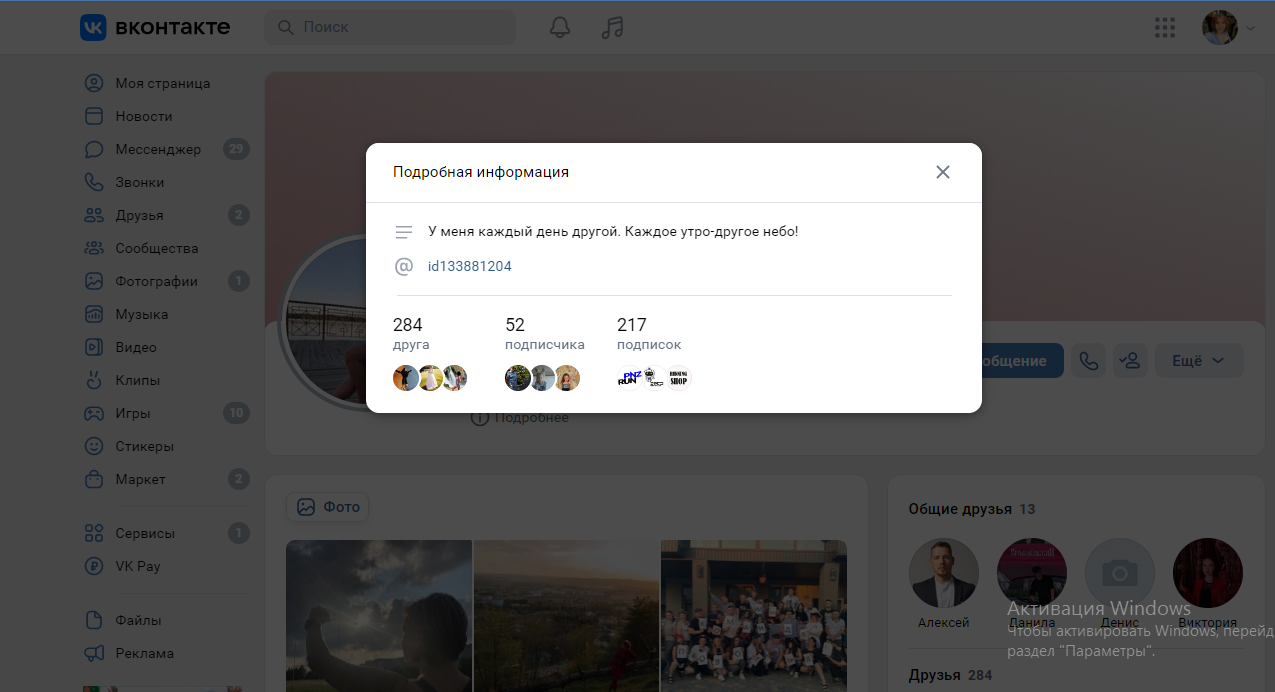 вконтакте
Поиск
Моя страница
Новости
Мессенджер 29
Звонки
Друзья 2
Сообщества
Фотографии 1
Музыка
Видео
Клипы
Игры 10
Стикеры
Маркет 2
Сервисы 1
VK Pay
Файлы
Реклама
Подробная информация
У меня каждый день другой. Каждое утро-другое небо!
@ id133881204
284
друга
52
подписчика
217
подписок
PNZ
RUN
RUNNING
SHOP
общение
Ещё
Подробнее
Фото
Общие друзья 13
Алексей
Данила
Денис
Виктория
Друзья 284
Активация Windows
Чтобы активировать Windows, перейд
раздел "Параметры".